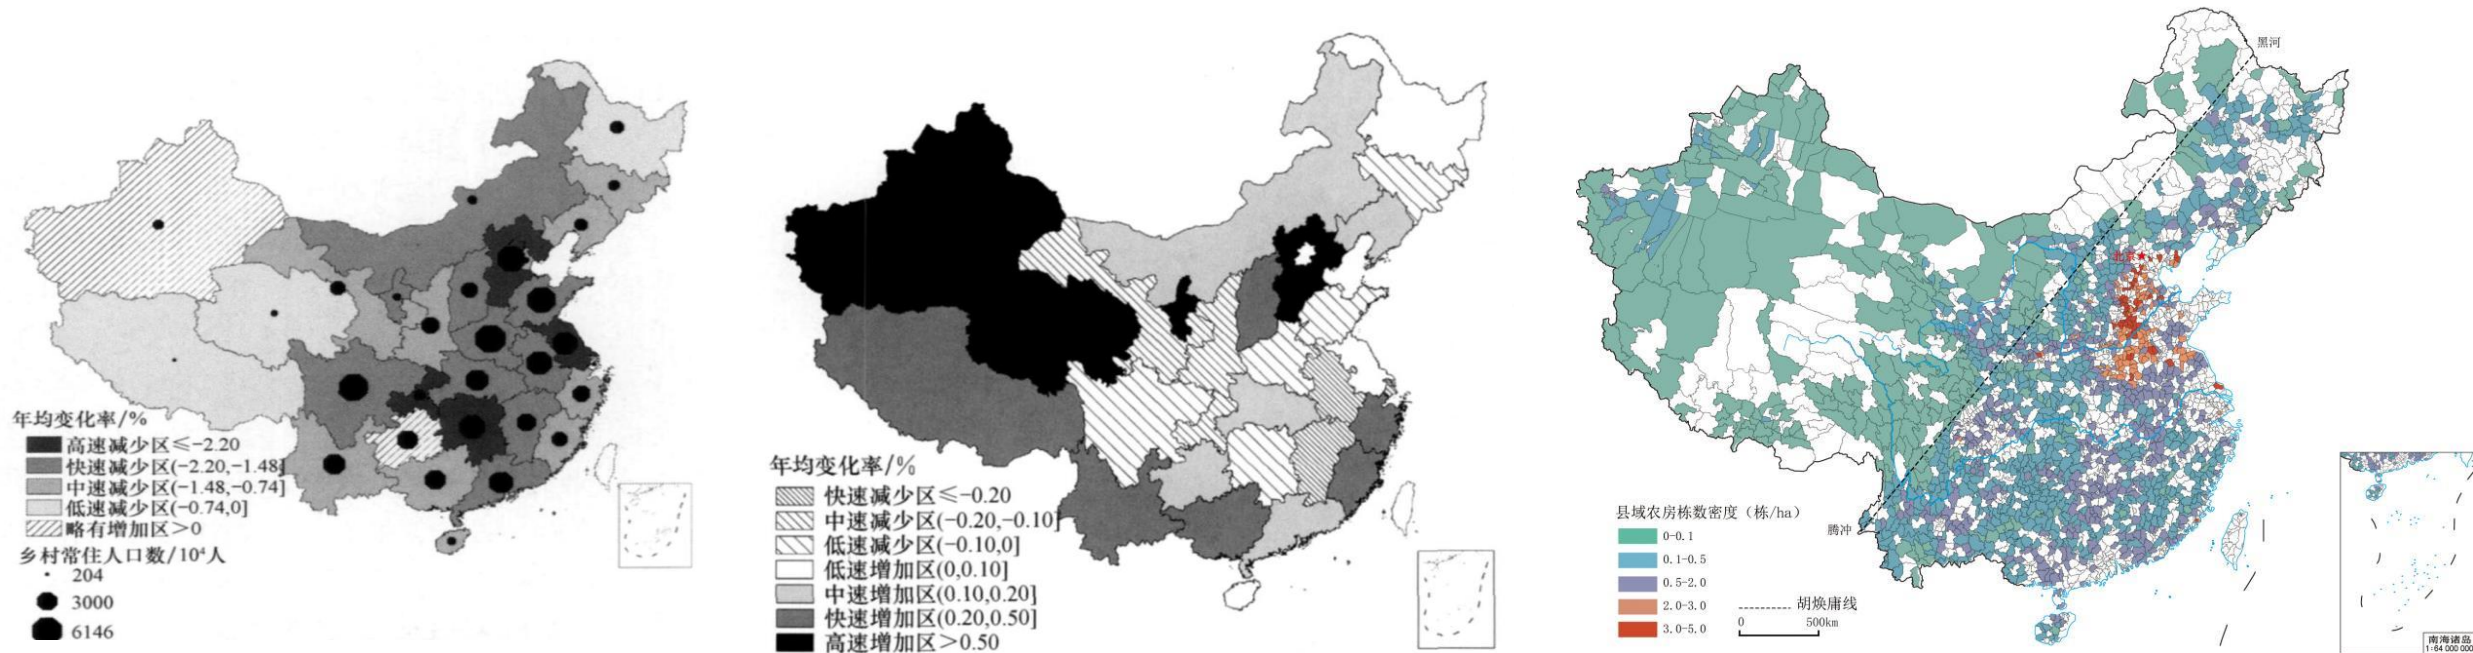 年均变化率/%
高速减少区≤-2.20
快速减少区(-2.20,-1.48]
中速减少区(-1.48,-0.74]
低速减少区(-0.74,0]
略有增加区>0
乡村常住人口数/10⁴人
204
3000
6146
年均变化率/%
快速减少区≤-0.20
中速减少区(-0.20,-0.10]
低速减少区(-0.10,0]
低速增加区(0,0.10]
中速增加区(0.10,0.20]
快速增加区(0.20,0.50]
高速增加区>0.50
黑河
北京
腾冲
县域农房栋数密度（栋/ha）
0-0.1
0.1-0.5
0.5-2.0
2.0-3.0
3.0-5.0
胡焕庸线
0 500km
南海诸岛
1:64 000 000